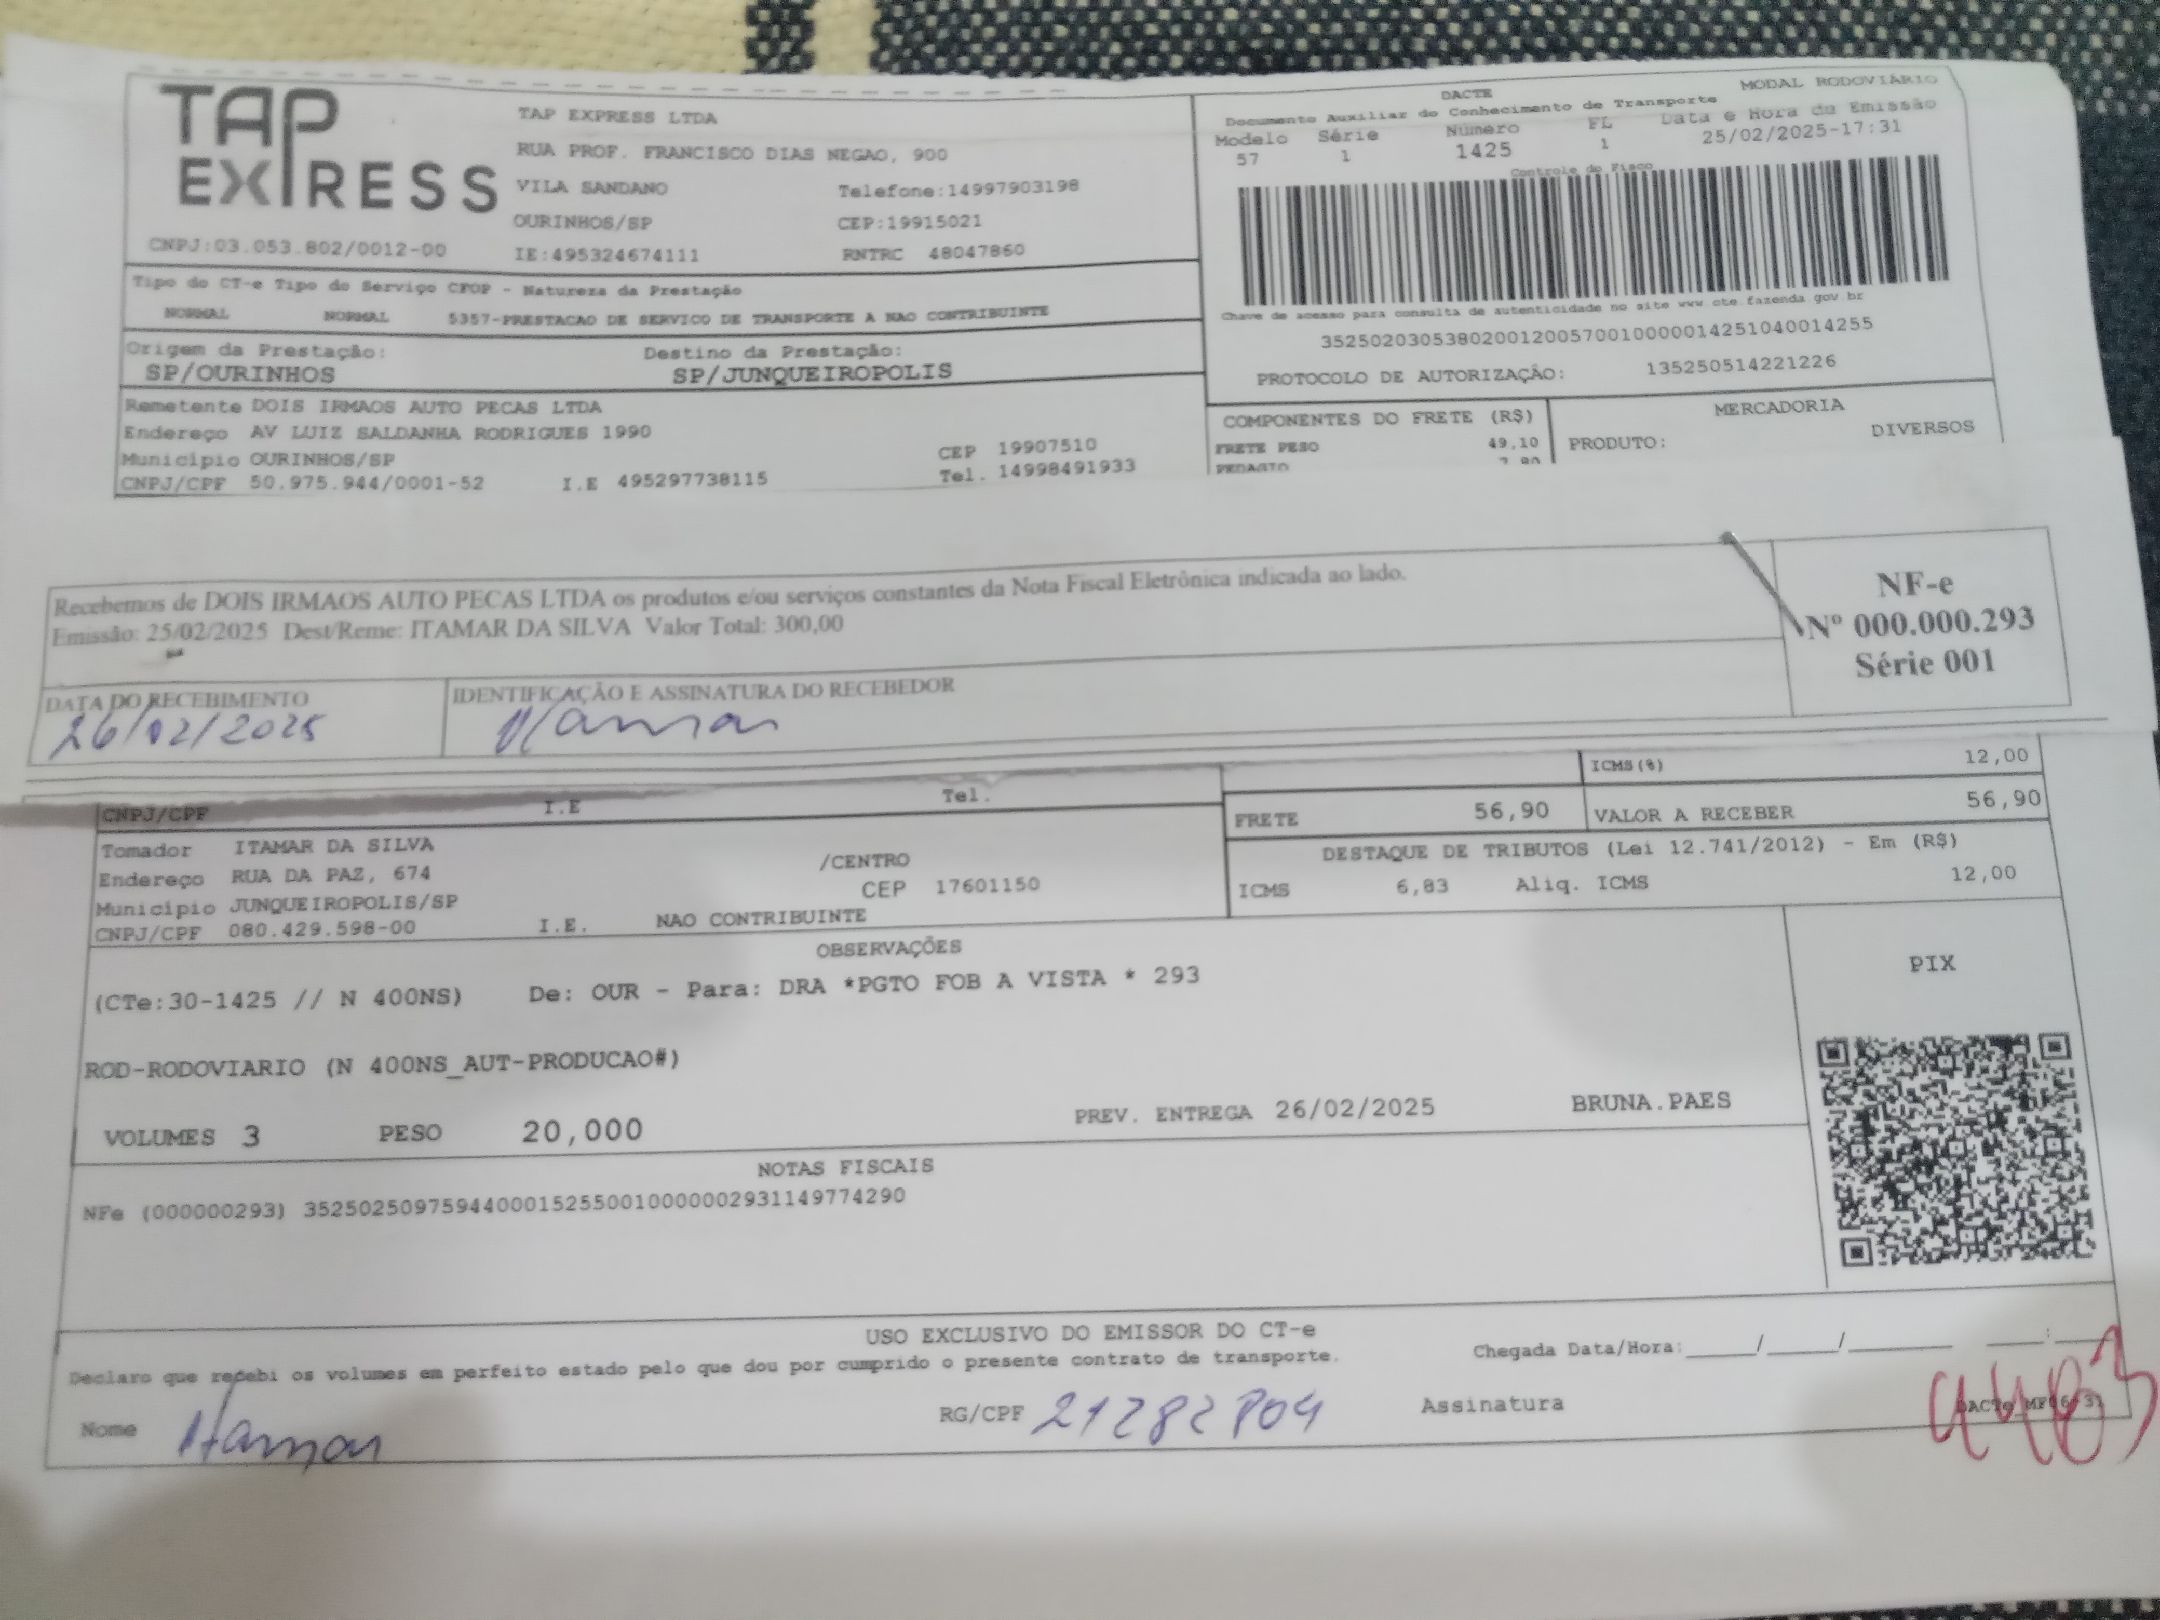 TAP EXPRESS
TAP EXPRESS LTDA
RUA PROF. FRANCISCO DIAS NEGAO, 900
VILA SANDANO Telefone:14997903198
OURINHOS/SP CEP:19915021
CNPJ:03.053.802/0012-00 IE:495324674111 RNTRC 48047860
DACTE MODAL RODOVIÁRIO
Documento Auxiliar do Conhecimento de Transporte
Modelo Série Número FL Data e Hora de Emissão
57 1 1425 1 25/02/2025-17:31
Controle do Fisco
Chave de acesso para consulta de autenticidade no site www.cte.fazenda.gov.br
35250203053802001200570010000014251040014255
PROTOCOLO DE AUTORIZAÇÃO: 135250514221226
Tipo do CT-e Tipo do Serviço CFOP - Natureza da Prestação
NORMAL NORMAL 5357-PRESTACAO DE SERVICO DE TRANSPORTE A NAO CONTRIBUINTE
Origem da Prestação: Destino da Prestação:
SP/OURINHOS SP/JUNQUEIROPOLIS
Remetente DOIS IRMAOS AUTO PECAS LTDA
Endereço AV LUIZ SALDANHA RODRIGUES 1990
Município OURINHOS/SP CEP 19907510
CNPJ/CPF 50.975.944/0001-52 I.E 495297738115 Tel. 14998491933
COMPONENTES DO FRETE (R$)
FRETE PESO 49,10
PEDAGIO 7,80
MERCADORIA
PRODUTO: DIVERSOS
Recebemos de DOIS IRMAOS AUTO PECAS LTDA os produtos e/ou serviços constantes da Nota Fiscal Eletrônica indicada ao lado.
Emissão: 25/02/2025 Dest/Reme: ITAMAR DA SILVA Valor Total: 300,00
NF-e
Nº 000.000.293
Série 001
DATA DO RECEBIMENTO IDENTIFICAÇÃO E ASSINATURA DO RECEBEDOR
26/02/2025 Itamar
CNPJ/CPF I.E Tel.
ICMS(%) 12,00
FRETE 56,90 VALOR A RECEBER 56,90
Tomador ITAMAR DA SILVA
Endereço RUA DA PAZ, 674 /CENTRO
Município JUNQUEIROPOLIS/SP CEP 17601150
CNPJ/CPF 080.429.598-00 I.E. NAO CONTRIBUINTE
DESTAQUE DE TRIBUTOS (Lei 12.741/2012) - Em (R$)
ICMS 6,83 Aliq. ICMS 12,00
OBSERVAÇÕES
(CTe:30-1425 // N 400NS) De: OUR - Para: DRA *PGTO FOB A VISTA * 293
ROD-RODOVIARIO (N 400NS_AUT-PRODUCAO#)
VOLUMES 3 PESO 20,000 PREV. ENTREGA 26/02/2025 BRUNA.PAES
PIX
NOTAS FISCAIS
NFe (000000293) 35250250975944000152550010000002931149774290
USO EXCLUSIVO DO EMISSOR DO CT-e
Declaro que recebi os volumes em perfeito estado pelo que dou por cumprido o presente contrato de transporte.
Chegada Data/Hora:____/____/______ __:__
Nome Itamar RG/CPF 21282804 Assinatura